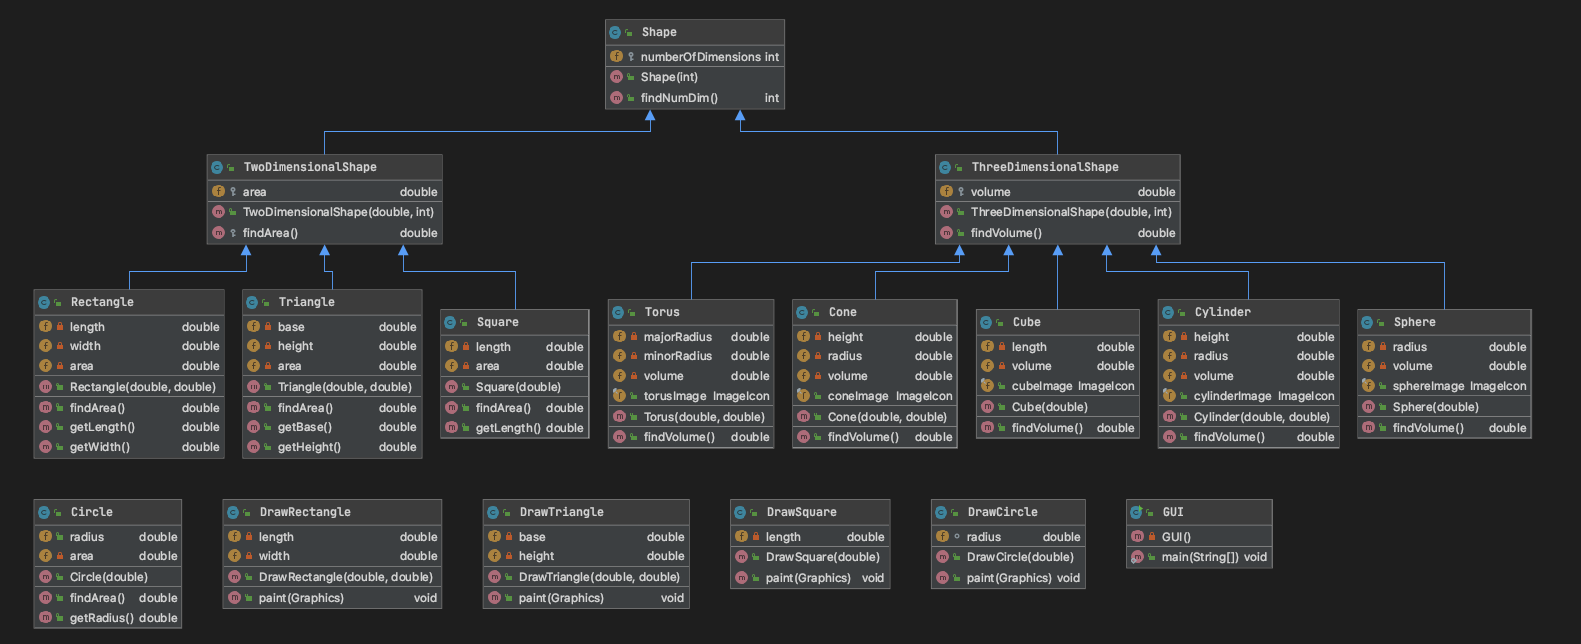 Shape
numberOfDimensions int
Shape(int)
findNumDim() int
TwoDimensionalShape
area double
TwoDimensionalShape(double, int)
findArea() double
ThreeDimensionalShape
volume double
ThreeDimensionalShape(double, int)
findVolume() double
Rectangle
length double
width double
area double
Rectangle(double, double)
findArea() double
getLength() double
getWidth() double
Triangle
base double
height double
area double
Triangle(double, double)
findArea() double
getBase() double
getHeight() double
Square
length double
area double
Square(double)
findArea() double
getLength() double
Torus
majorRadius double
minorRadius double
volume double
torusImage ImageIcon
Torus(double, double)
findVolume() double
Cone
height double
radius double
volume double
coneImage ImageIcon
Cone(double, double)
findVolume() double
Cube
length double
volume double
cubeImage ImageIcon
Cube(double)
findVolume() double
Cylinder
height double
radius double
volume double
cylinderImage ImageIcon
Cylinder(double, double)
findVolume() double
Sphere
radius double
volume double
sphereImage ImageIcon
Sphere(double)
findVolume() double
Circle
radius double
area double
Circle(double)
findArea() double
getRadius() double
DrawRectangle
length double
width double
DrawRectangle(double, double)
paint(Graphics) void
DrawTriangle
base double
height double
DrawTriangle(double, double)
paint(Graphics) void
DrawSquare
length double
DrawSquare(double)
paint(Graphics) void
DrawCircle
radius double
DrawCircle(double)
paint(Graphics) void
GUI
GUI()
main(String[]) void